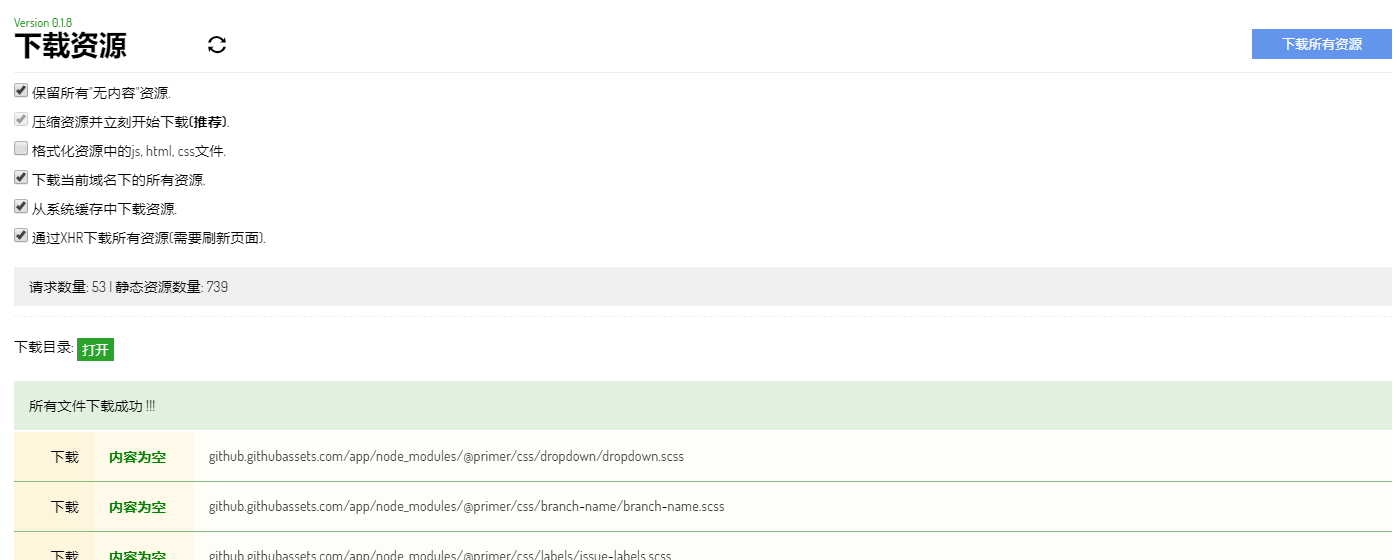 Version 0.1.8
下载资源
下载所有资源
保留所有"无内容"资源.
压缩资源并立刻开始下载(推荐).
格式化资源中的js, html, css文件.
下载当前域名下的所有资源.
从系统缓存中下载资源.
通过XHR下载所有资源(需要刷新页面).
请求数量: 53 | 静态资源数量: 739
下载目录: 打开
所有文件下载成功 !!!
下载 内容为空 github.githubassets.com/app/node_modules/@primer/css/dropdown/dropdown.scss
下载 内容为空 github.githubassets.com/app/node_modules/@primer/css/branch-name/branch-name.scss
下载 内容为空 github.githubassets.com/app/node_modules/@primer/css/labels/issue-labels.scss